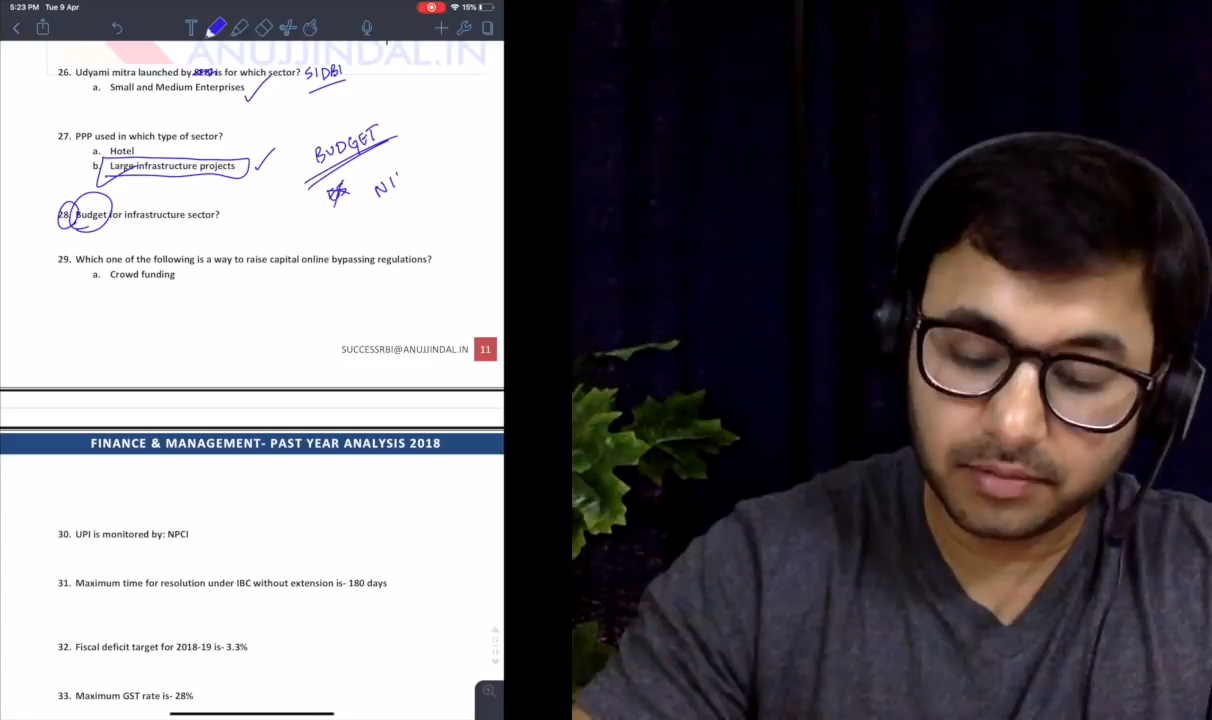 5:23 PM Tue 9 Apr
15%
ANUJJINDAL.IN
26. Udyami mitra launched by is for which sector? SIDBI
a. Small and Medium Enterprises
27. PPP used in which type of sector?
a. Hotel
b. Large infrastructure projects
BUDGET
NI
28. Budget for infrastructure sector?
29. Which one of the following is a way to raise capital online bypassing regulations?
a. Crowd funding
SUCCESSRBI@ANUJJINDAL.IN 11
FINANCE & MANAGEMENT- PAST YEAR ANALYSIS 2018
30. UPI is monitored by: NPCI
31. Maximum time for resolution under IBC without extension is- 180 days
32. Fiscal deficit target for 2018-19 is- 3.3%
33. Maximum GST rate is- 28%